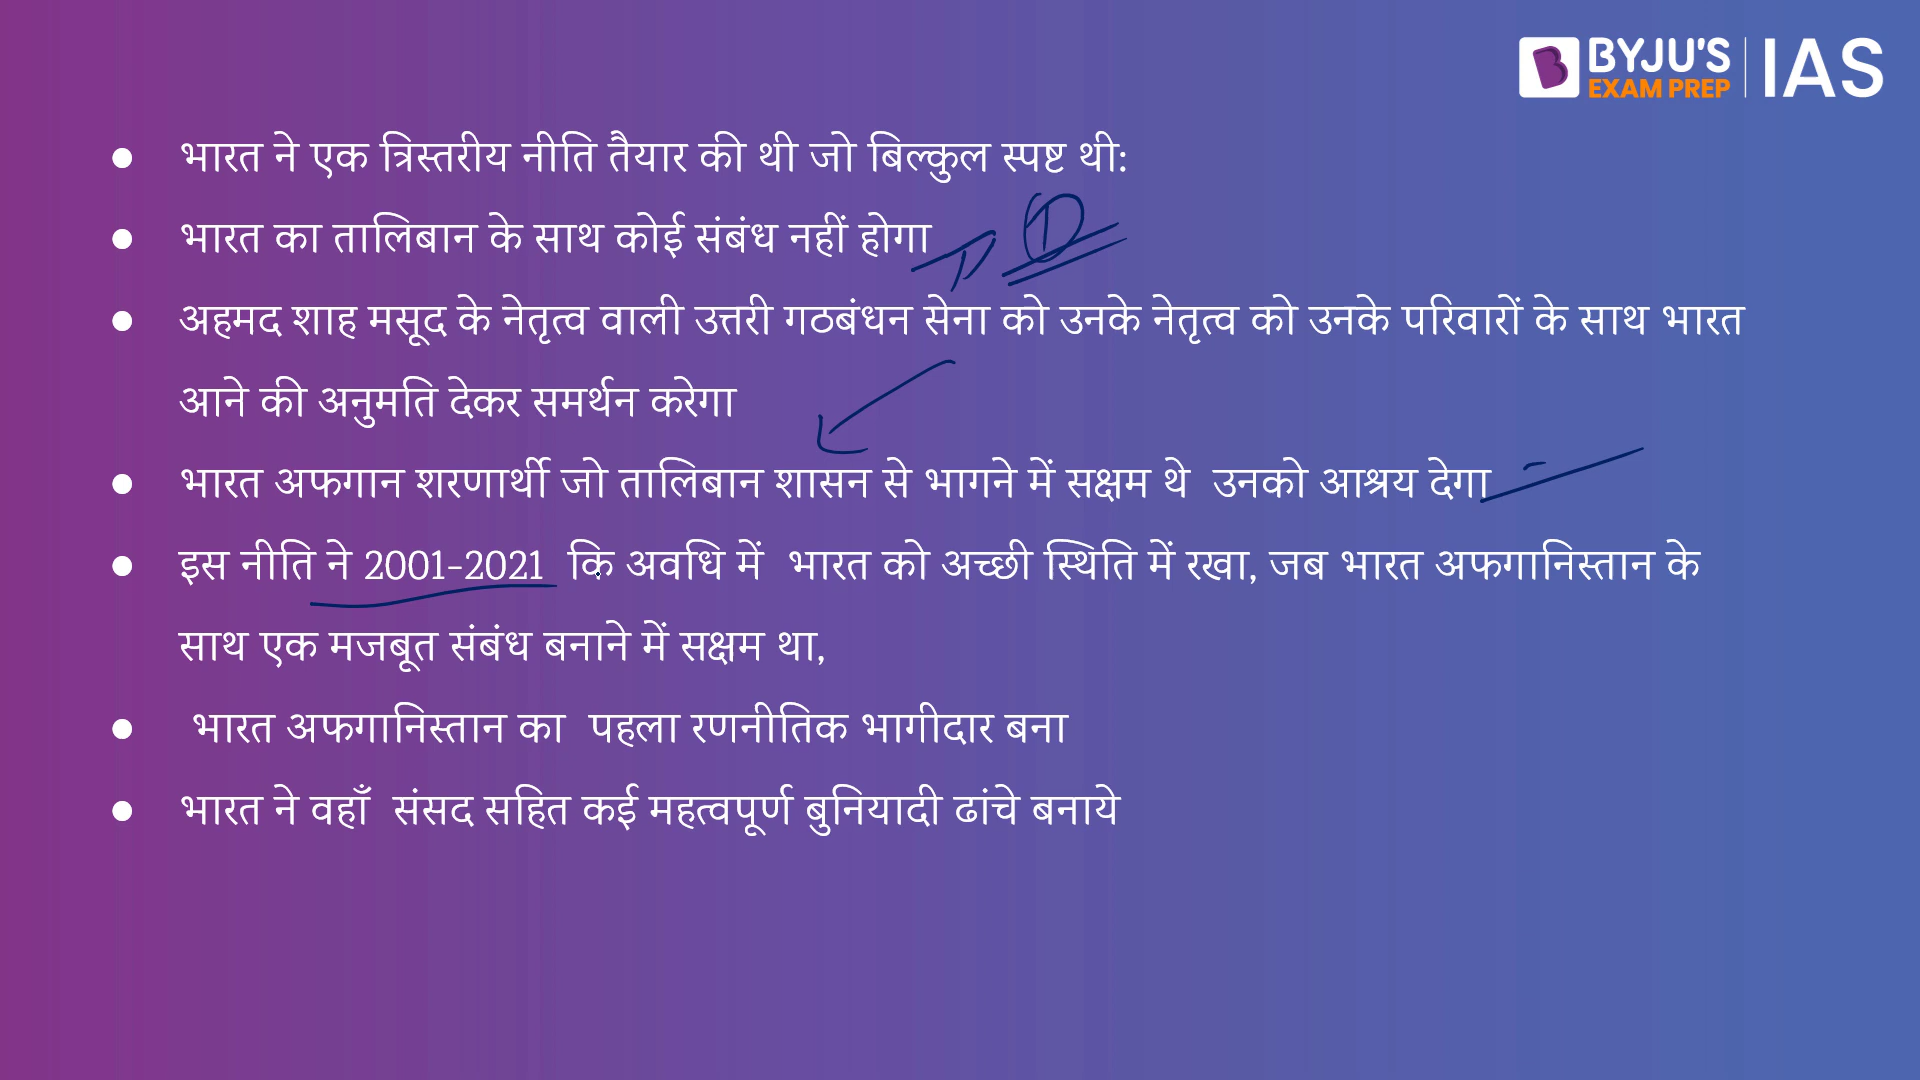 BYJU'S
EXAM PREP
IAS
भारत ने एक त्रिस्तरीय नीति तैयार की थी जो बिल्कुल स्पष्ट थी:
भारत का तालिबान के साथ कोई संबंध नहीं होगा
1
अहमद शाह मसूद के नेतृत्व वाली उत्तरी गठबंधन सेना को उनके नेतृत्व को उनके परिवारों के साथ भारत
आने की अनुमति देकर समर्थन करेगा
भारत अफगान शरणार्थी जो तालिबान शासन से भागने में सक्षम थे उनको आश्रय देगा
इस नीति ने 2001-2021 कि अवधि में भारत को अच्छी स्थिति में रखा, जब भारत अफगानिस्तान के
साथ एक मजबूत संबंध बनाने में सक्षम था,
भारत अफगानिस्तान का पहला रणनीतिक भागीदार बना
भारत ने वहाँ संसद सहित कई महत्वपूर्ण बुनियादी ढांचे बनाये